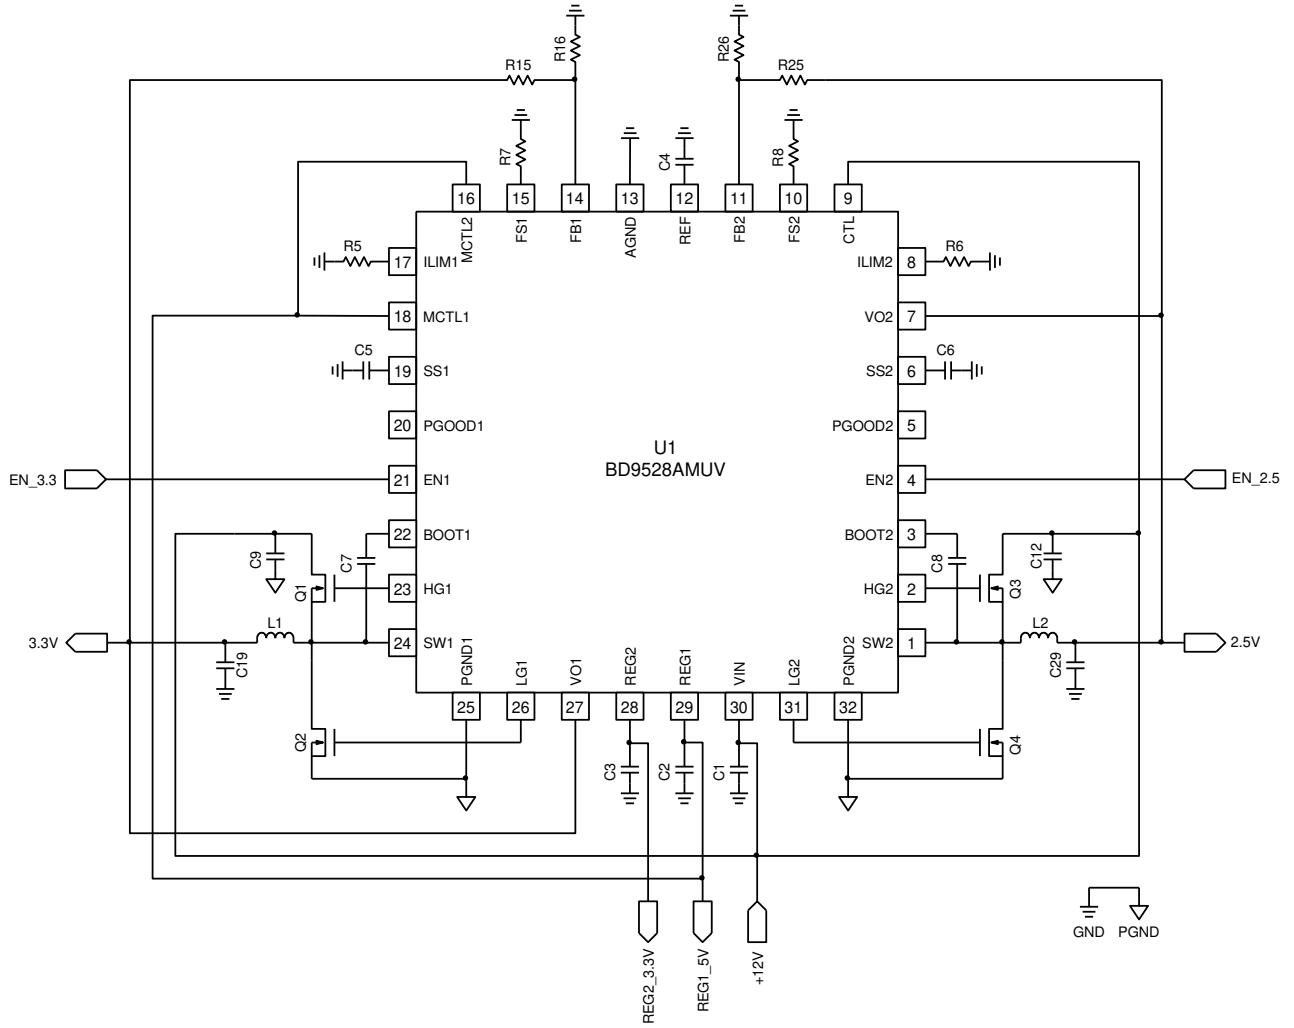 R16
R26
R15
R25
R7
C4
R8
16
15
14
13
12
11
10
9
MCTL2
FS1
FB1
AGND
REF
FB2
FS2
CTL
R5
17
ILIM1
ILIM2
8
R6
18
MCTL1
VO2
7
C5
19
SS1
SS2
6
C6
20
PGOOD1
PGOOD2
5
U1
BD9528AMUV
EN_3.3
21
EN1
EN2
4
EN_2.5
22
BOOT1
BOOT2
3
C9
C7
C8
C12
Q1
23
HG1
HG2
2
Q3
3.3V
L1
24
SW1
SW2
1
L2
2.5V
C19
C29
PGND1
LG1
VO1
REG2
REG1
VIN
LG2
PGND2
25
26
27
28
29
30
31
32
Q2
Q4
C3
C2
C1
GND
PGND
REG2_3.3V
REG1_5V
+12V